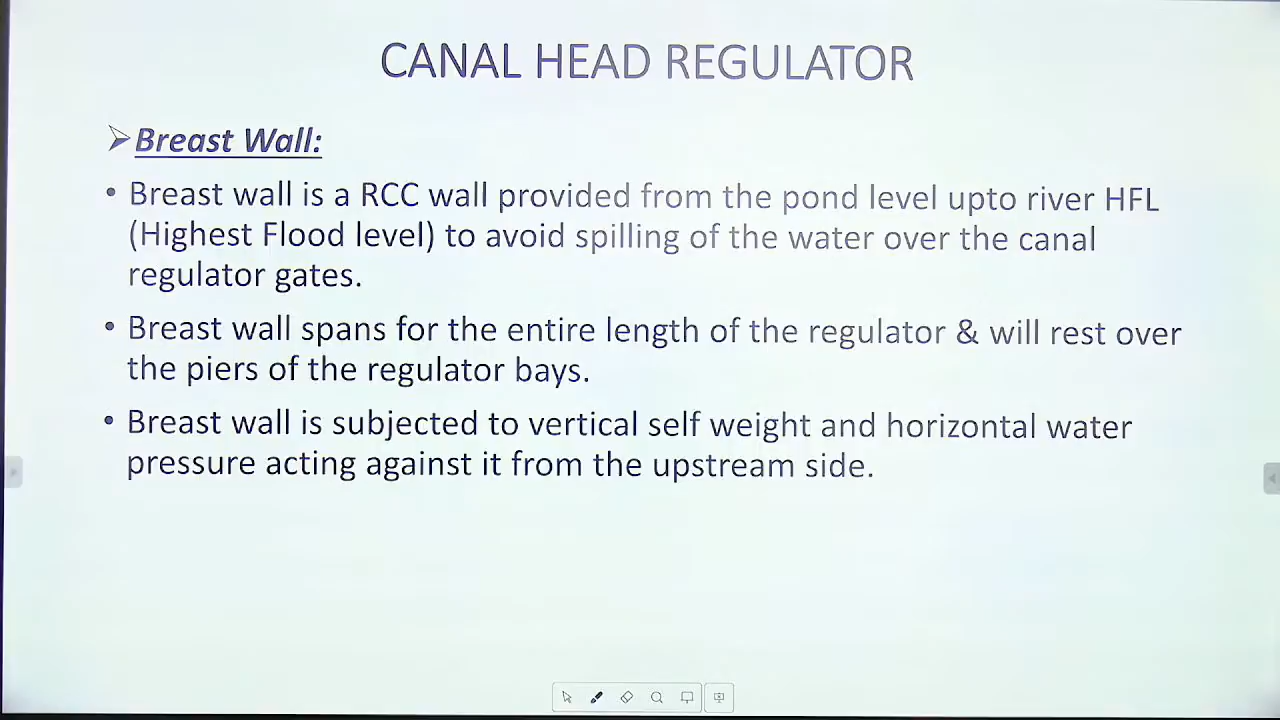 CANAL HEAD REGULATOR
➢Breast Wall:
• Breast wall is a RCC wall provided from the pond level upto river HFL
(Highest Flood level) to avoid spilling of the water over the canal
regulator gates.
• Breast wall spans for the entire length of the regulator & will rest over
the piers of the regulator bays.
• Breast wall is subjected to vertical self weight and horizontal water
pressure acting against it from the upstream side.